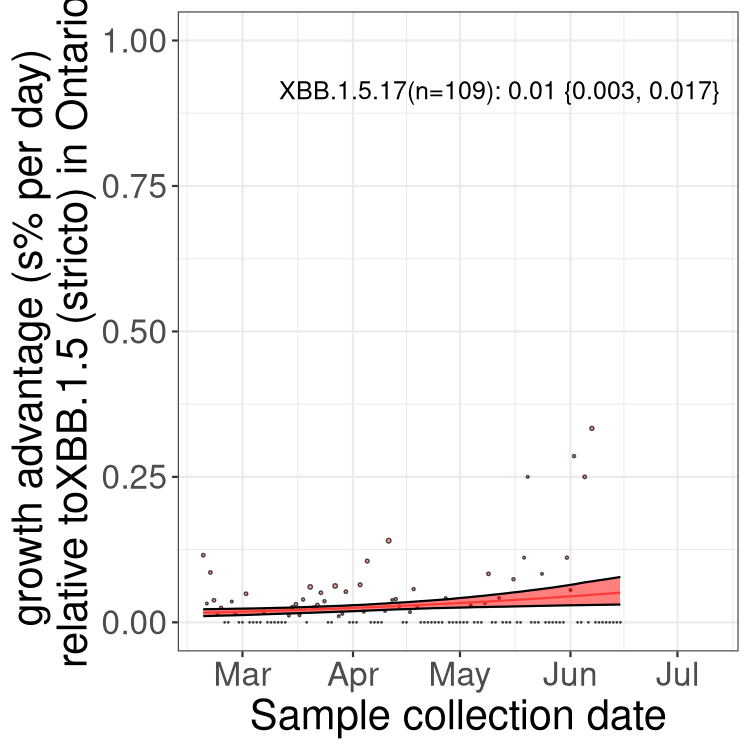 growth advantage (s% per day)
relative toXBB.1.5 (stricto) in Ontario
1.00
0.75
0.50
0.25
0.00
XBB.1.5.17(n=109): 0.01 {0.003, 0.017}
Mar Apr May Jun Jul
Sample collection date